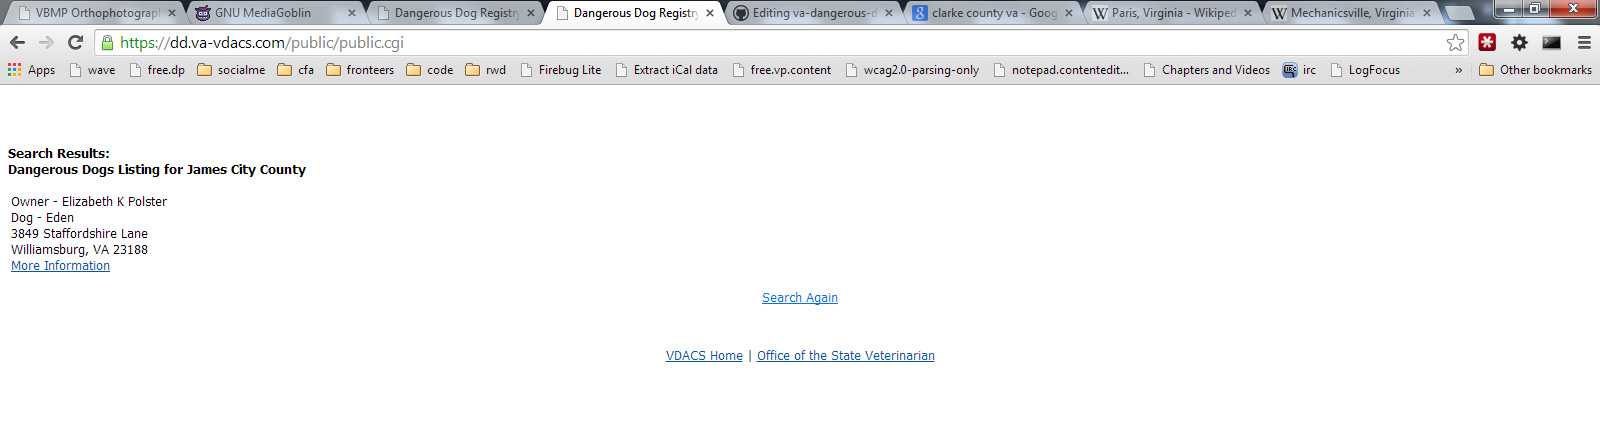 VBMP Orthophotograph
GNU MediaGoblin
Dangerous Dog Registry
Dangerous Dog Registry
Editing va-dangerous-d
clarke county va - Goog
Paris, Virginia - Wikiped
Mechanicsville, Virginia
https://dd.va-vdacs.com/public/public.cgi
Apps wave free.dp socialme cfa fronteers code rwd Firebug Lite Extract iCal data free.vp.content wcag2.0-parsing-only notepad.contentedit... Chapters and Videos irc LogFocus » Other bookmarks
Search Results:
Dangerous Dogs Listing for James City County
Owner - Elizabeth K Polster
Dog - Eden
3849 Staffordshire Lane
Williamsburg, VA 23188
More Information
Search Again
VDACS Home | Office of the State Veterinarian